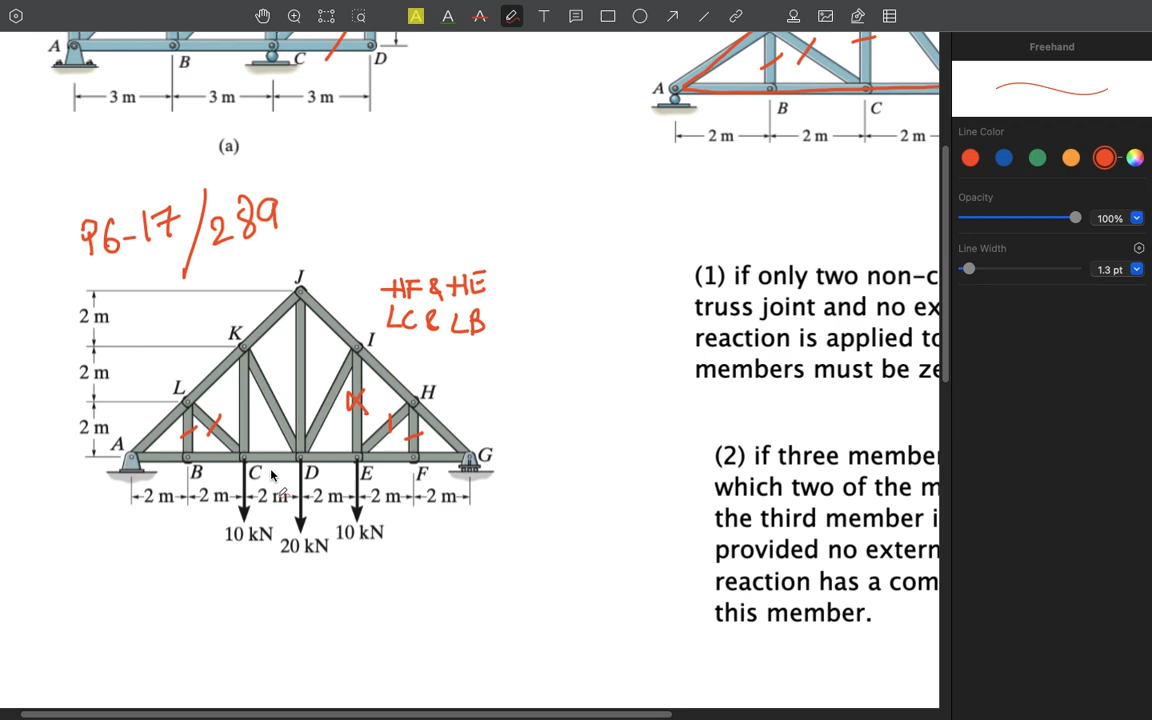 A
T
Freehand
Line Color
Opacity
100%
Line Width
1.3 pt
A
B
C
D
3 m
3 m
3 m
(a)
A
B
C
2 m
2 m
2 m
P6-17/289
HF & HE
LC & LB
J
K
I
L
H
A
G
B
C
D
E
F
2 m
2 m
2 m
2 m
2 m
2 m
2 m
2 m
2 m
10 kN
20 kN
10 kN
(1) if only two non-c
truss joint and no ex
reaction is applied to
members must be ze
(2) if three member
which two of the m
the third member i
provided no extern
reaction has a com
this member.